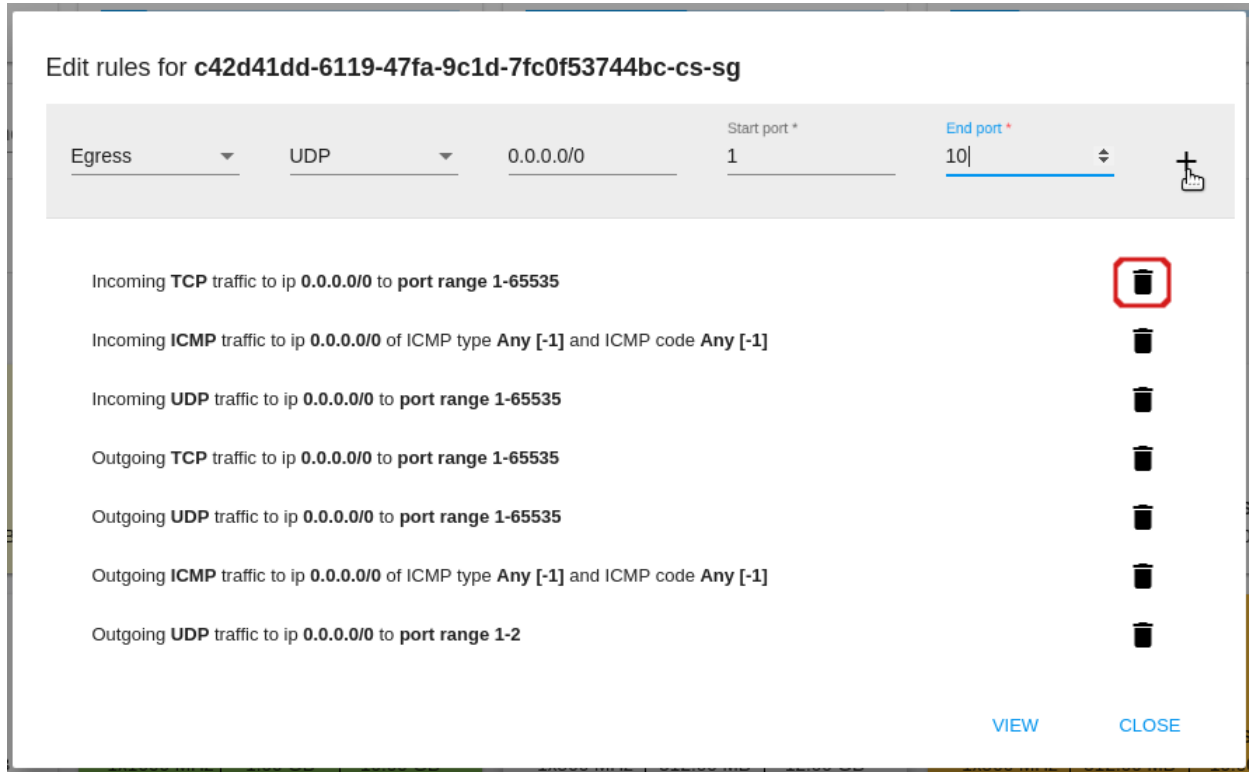 Edit rules for c42d41dd-6119-47fa-9c1d-7fc0f53744bc-cs-sg
Start port * End port *
Egress UDP 0.0.0.0/0 1 10
Incoming TCP traffic to ip 0.0.0.0/0 to port range 1-65535
Incoming ICMP traffic to ip 0.0.0.0/0 of ICMP type Any [-1] and ICMP code Any [-1]
Incoming UDP traffic to ip 0.0.0.0/0 to port range 1-65535
Outgoing TCP traffic to ip 0.0.0.0/0 to port range 1-65535
Outgoing UDP traffic to ip 0.0.0.0/0 to port range 1-65535
Outgoing ICMP traffic to ip 0.0.0.0/0 of ICMP type Any [-1] and ICMP code Any [-1]
Outgoing UDP traffic to ip 0.0.0.0/0 to port range 1-2
VIEW CLOSE